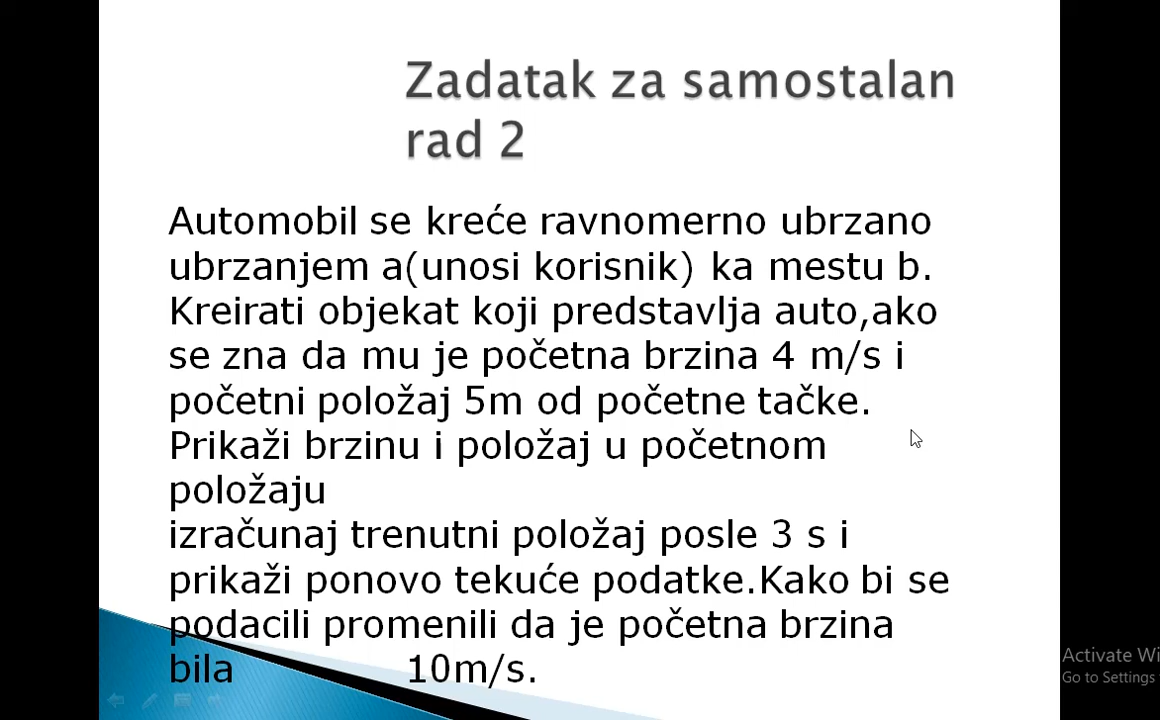 Zadatak za samostalan
rad 2
Automobil se kreće ravnomerno ubrzano
ubrzanjem a(unosi korisnik) ka mestu b.
Kreirati objekat koji predstavlja auto,ako
se zna da mu je početna brzina 4 m/s i
početni položaj 5m od početne tačke.
Prikaži brzinu i položaj u početnom
položaju
izračunaj trenutni položaj posle 3 s i
prikaži ponovo tekuće podatke.Kako bi se
podacili promenili da je početna brzina
bila 10m/s.
Activate Wi
Go to Settings